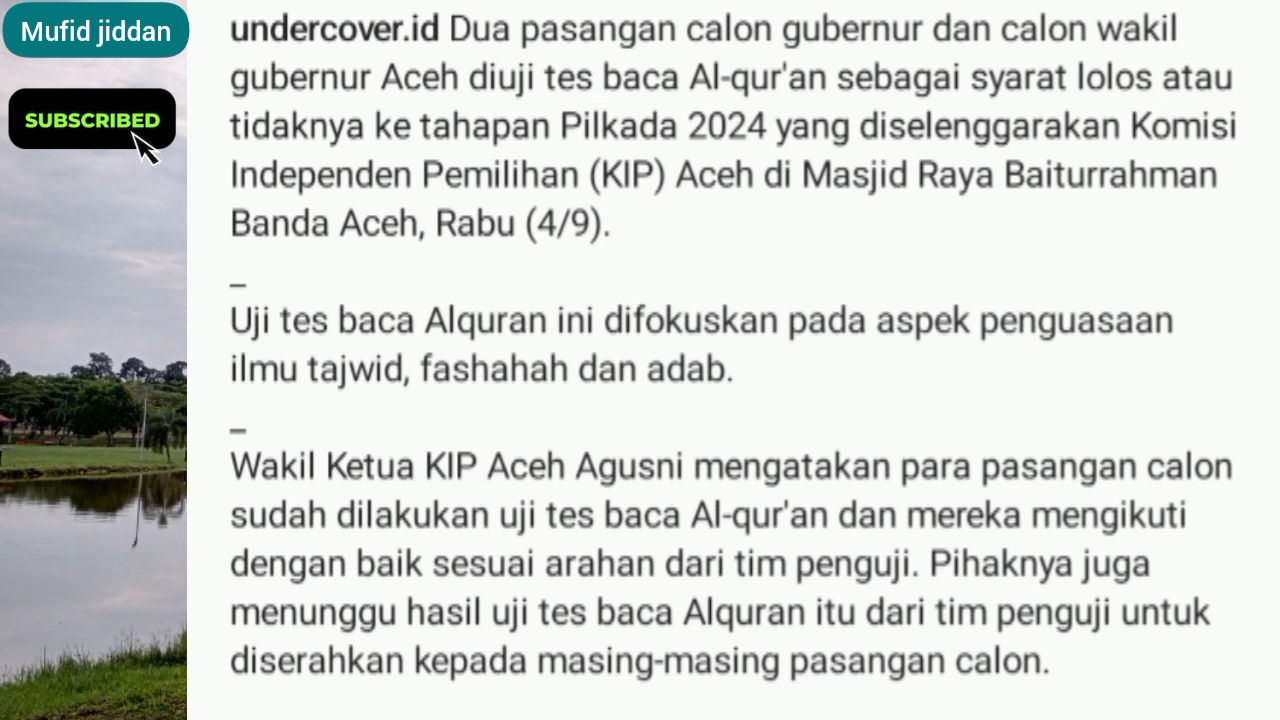 Mufid jiddan
SUBSCRIBED
undercover.id Dua pasangan calon gubernur dan calon wakil
gubernur Aceh diuji tes baca Al-qur'an sebagai syarat lolos atau
tidaknya ke tahapan Pilkada 2024 yang diselenggarakan Komisi
Independen Pemilihan (KIP) Aceh di Masjid Raya Baiturrahman
Banda Aceh, Rabu (4/9).
_
Uji tes baca Alquran ini difokuskan pada aspek penguasaan
ilmu tajwid, fashahah dan adab.
_
Wakil Ketua KIP Aceh Agusni mengatakan para pasangan calon
sudah dilakukan uji tes baca Al-qur'an dan mereka mengikuti
dengan baik sesuai arahan dari tim penguji. Pihaknya juga
menunggu hasil uji tes baca Alquran itu dari tim penguji untuk
diserahkan kepada masing-masing pasangan calon.